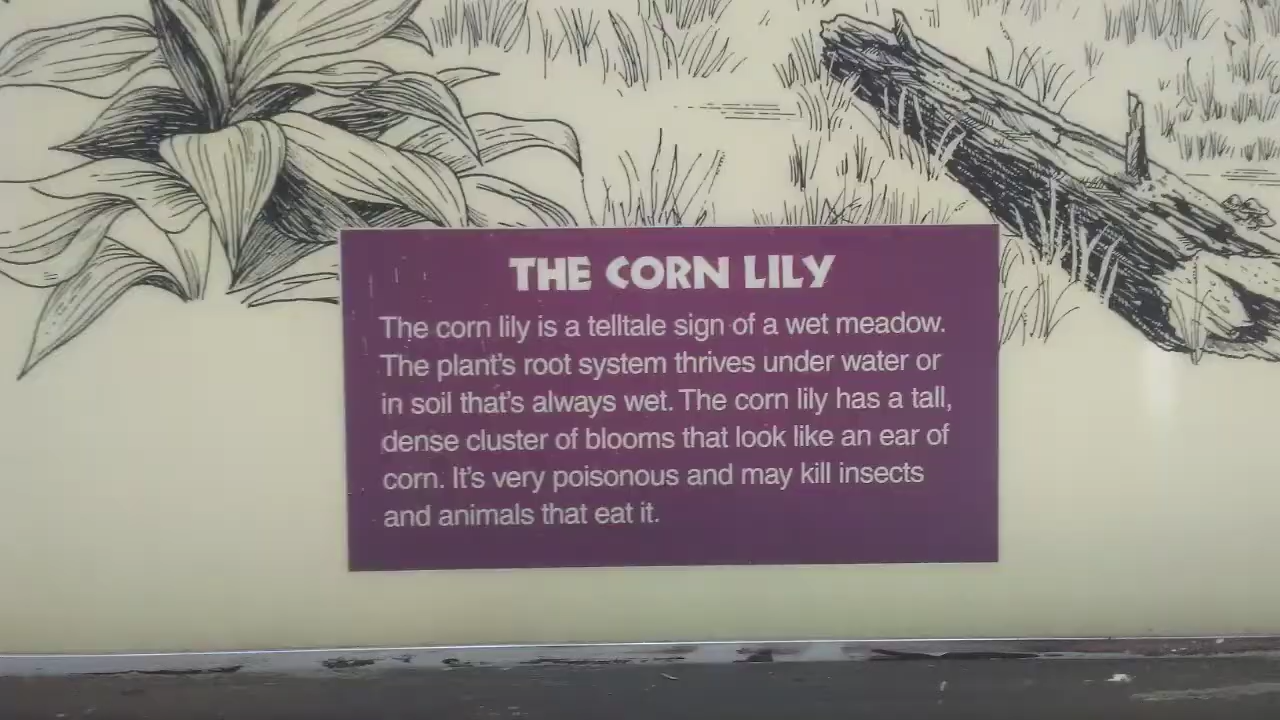 THE CORN LILY
The corn lily is a telltale sign of a wet meadow.
The plant's root system thrives under water or
in soil that's always wet. The corn lily has a tall,
dense cluster of blooms that look like an ear of
corn. It's very poisonous and may kill insects
and animals that eat it.